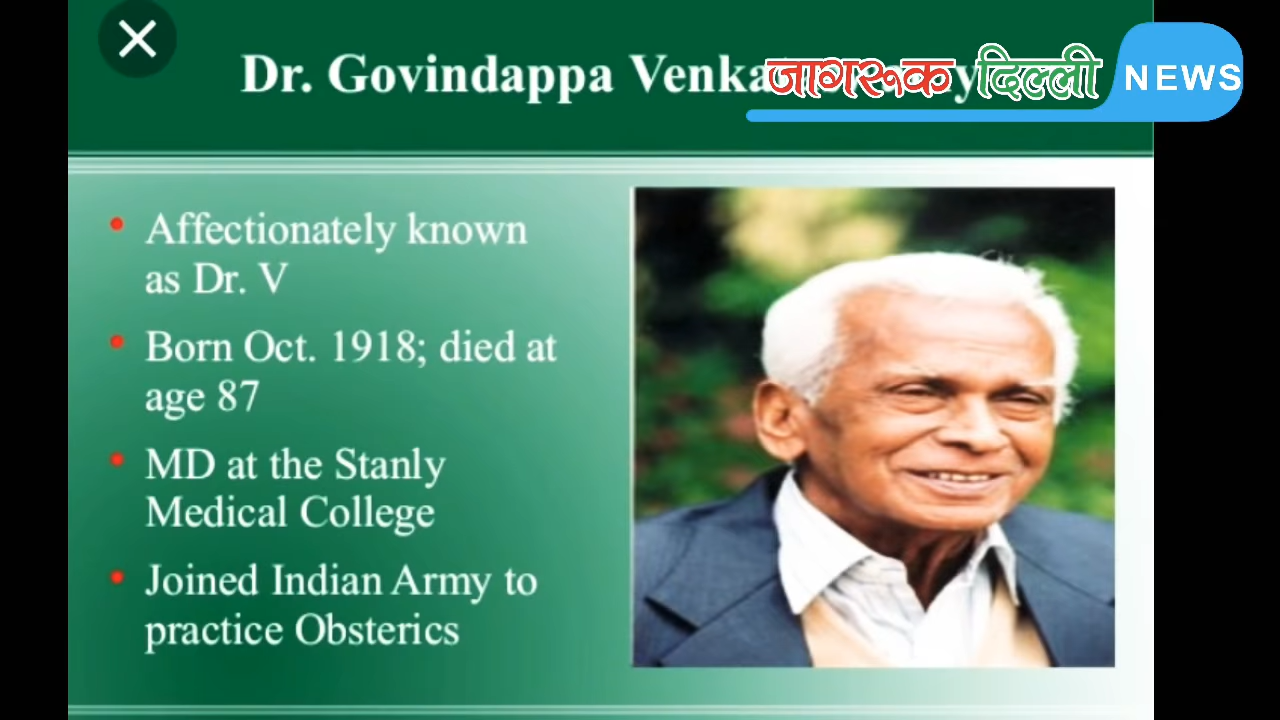 Dr. Govindappa
जागरूक दिल्ली NEWS
• Affectionately known
as Dr. V
• Born Oct. 1918; died at
age 87
• MD at the Stanly
Medical College
• Joined Indian Army to
practice Obsterics